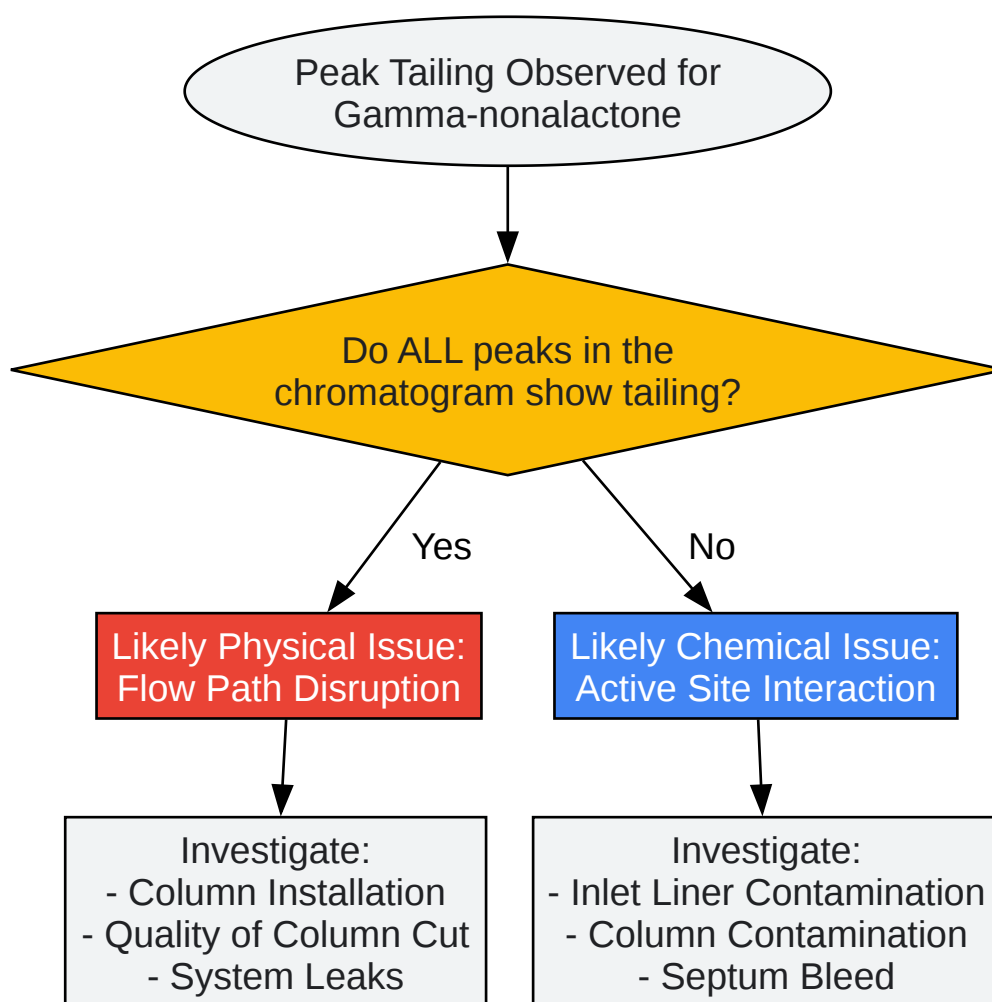 Peak Tailing Observed for
Gamma-nonalactone
Do ALL peaks in the
chromatogram show tailing?
Yes
No
Likely Physical Issue:
Flow Path Disruption
Likely Chemical Issue:
Active Site Interaction
Investigate:
- Column Installation
- Quality of Column Cut
- System Leaks
Investigate:
- Inlet Liner Contamination
- Column Contamination
- Septum Bleed